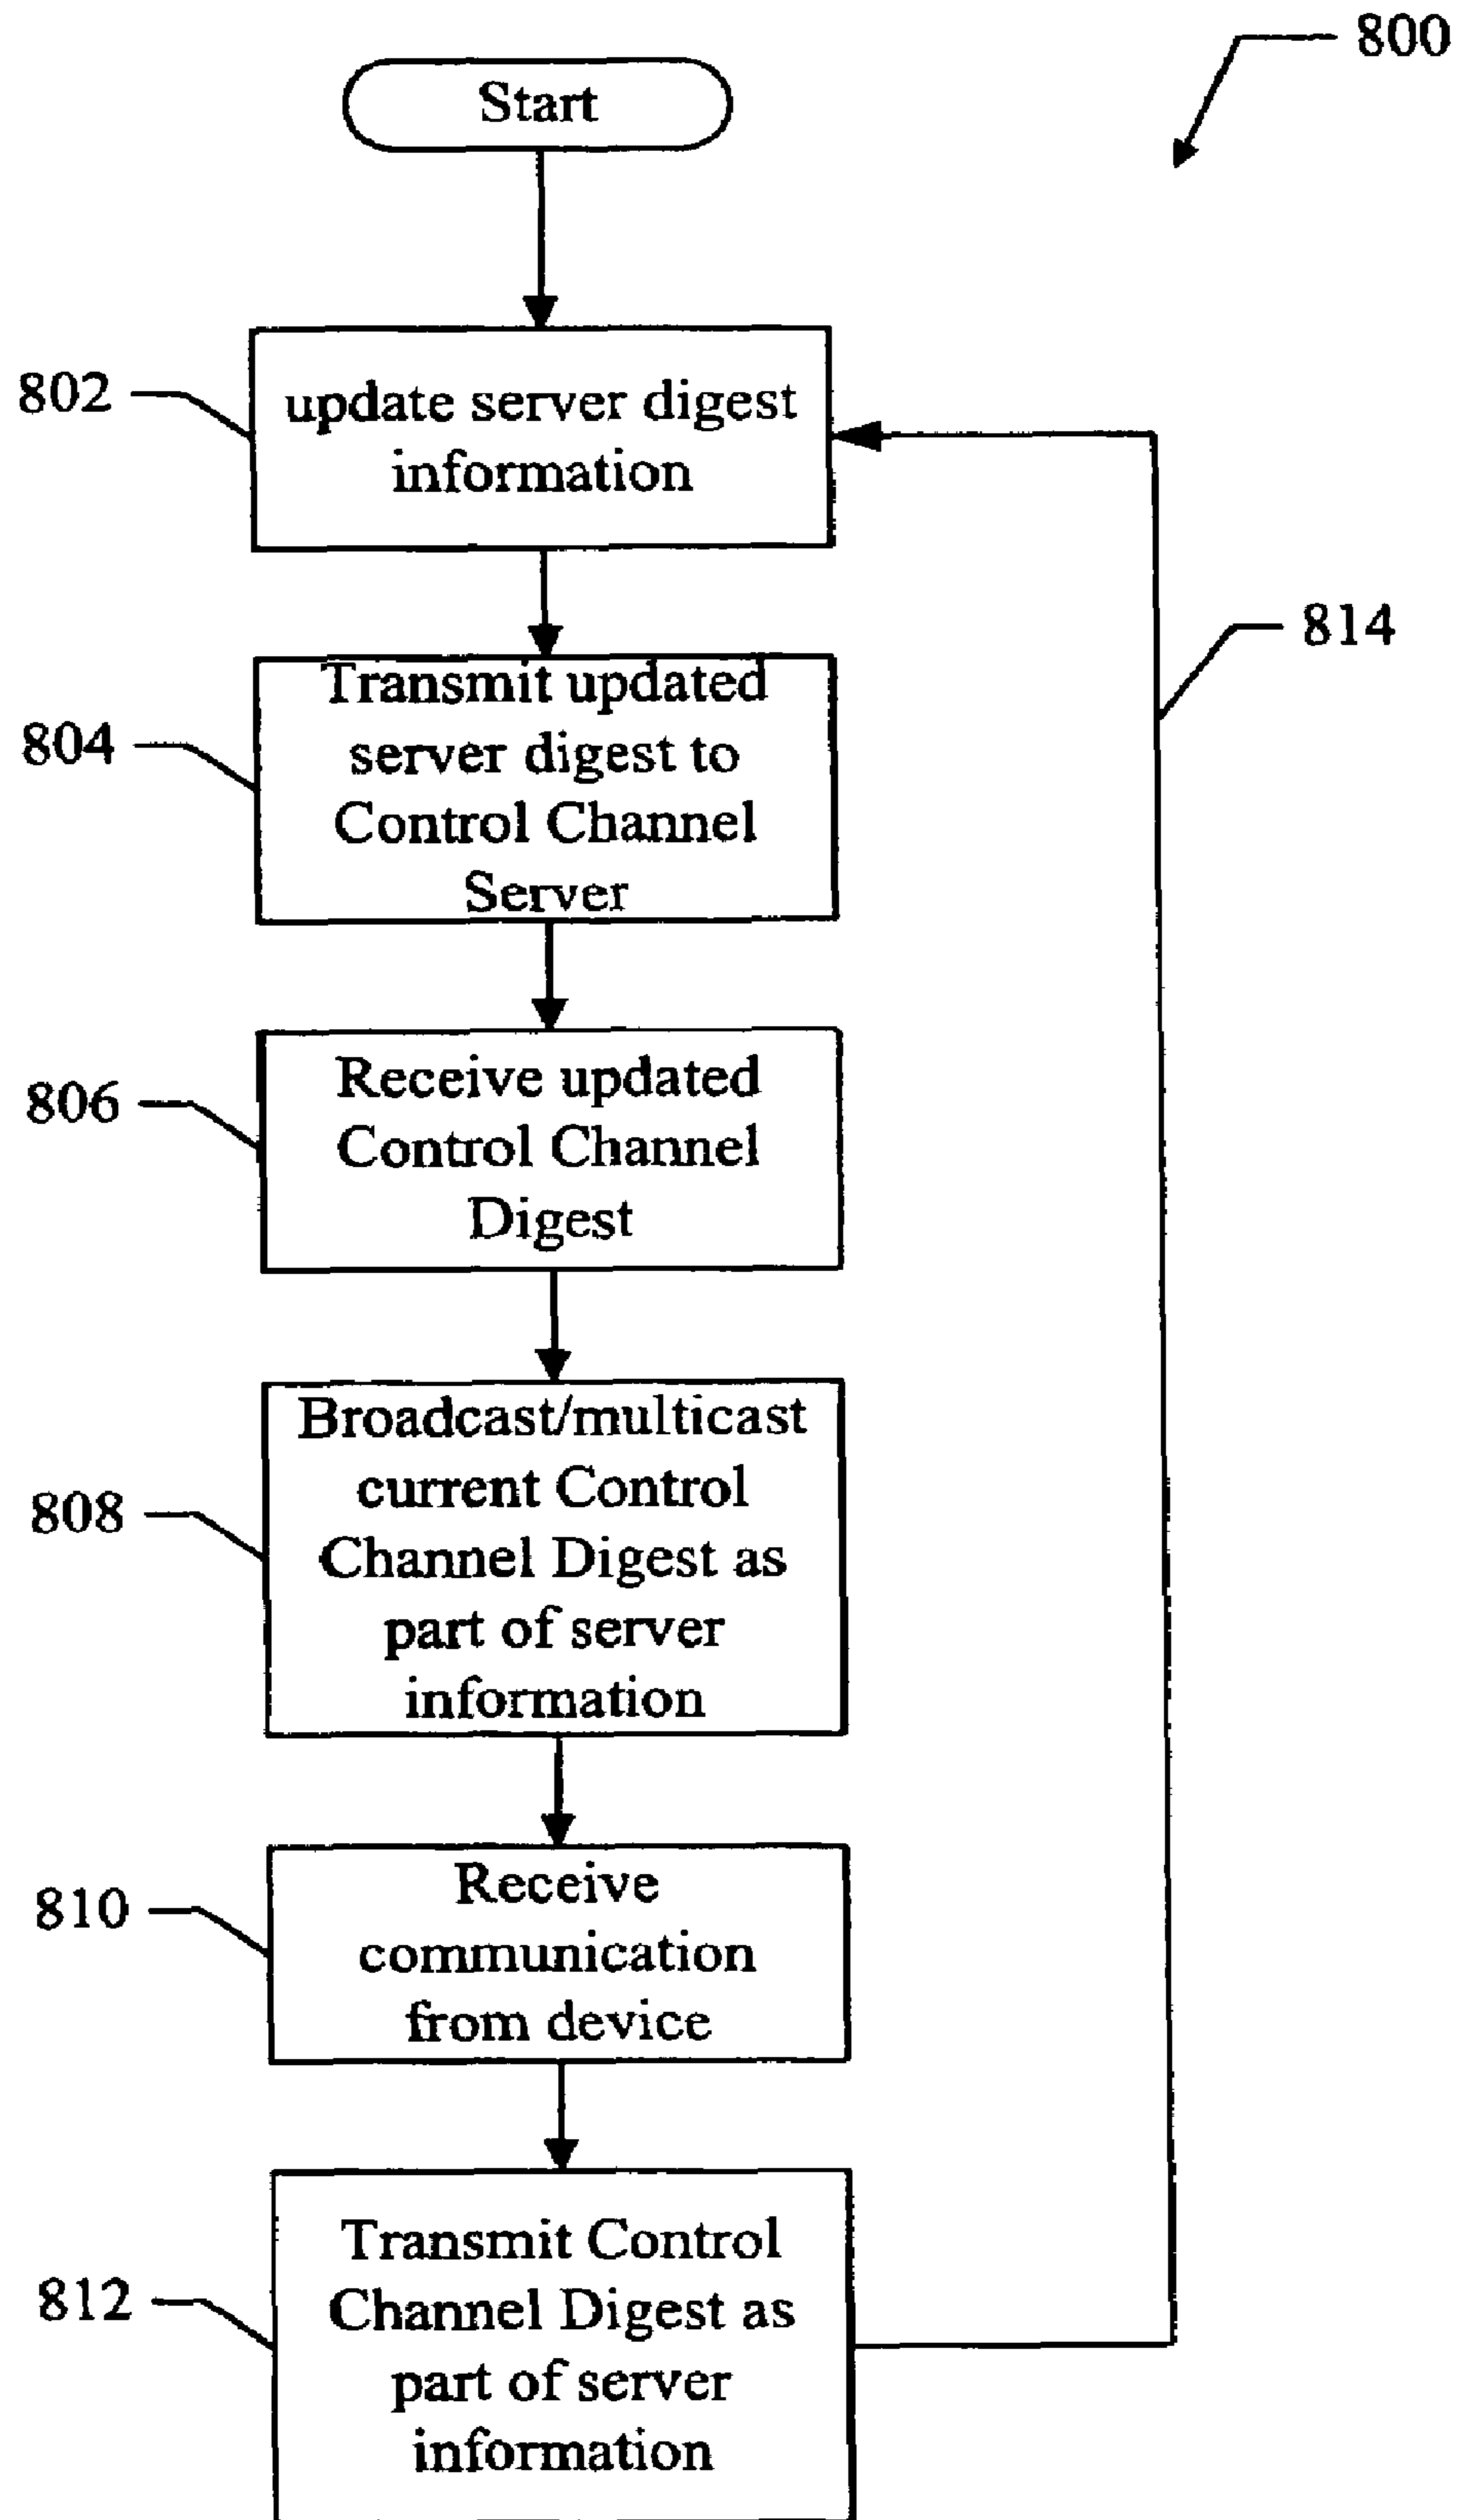 800
Start
802
update server digest
information
814
804
Transmit updated
server digest to
Control Channel
Server
806
Receive updated
Control Channel
Digest
808
Broadcast/multicast
current Control
Channel Digest as
part of server
information
810
Receive
communication
from device
812
Transmit Control
Channel Digest as
part of server
information